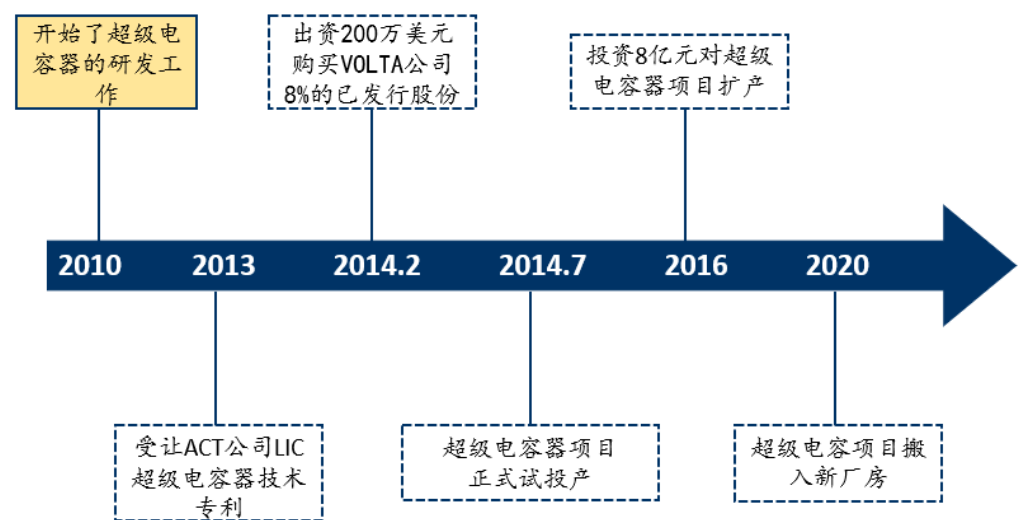 开始了超级电
容器的研发工
作
出资200万美元
购买VOLTA公司
8%的已发行股份
投资8亿元对超级
电容器项目扩产
2010 2013 2014.2 2014.7 2016 2020
受让ACT公司LIC
超级电容器技术
专利
超级电容器项目
正式试投产
超级电容项目搬
入新厂房